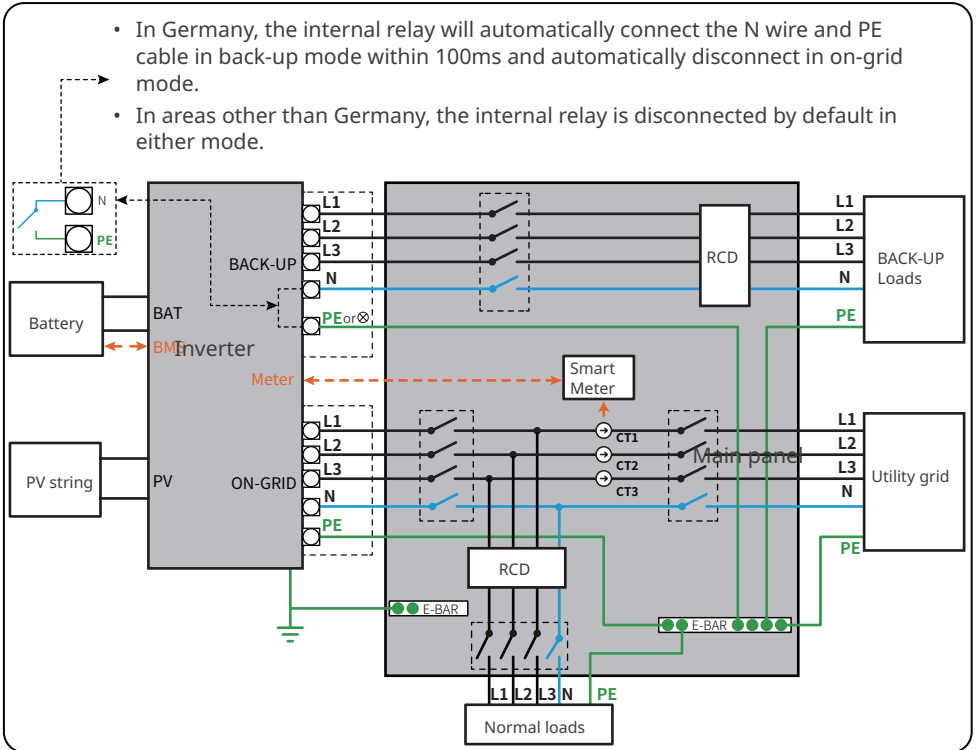 • In Germany, the internal relay will automatically connect the N wire and PE
cable in back-up mode within 100ms and automatically disconnect in on-grid
mode.
• In areas other than Germany, the internal relay is disconnected by default in
either mode.
N
PE
L1
L2
L3
N
PE or ⊗
BACK-UP
RCD
L1
L2
L3
N
PE
BACK-UP
Loads
Battery
BAT
BMS
Inverter
Meter
Smart
Meter
PV string
PV
ON-GRID
L1
L2
L3
N
PE
CT1
CT2
CT3
Main panel
L1
L2
L3
N
PE
Utility grid
RCD
E-BAR
E-BAR
L1 L2 L3 N PE
Normal loads